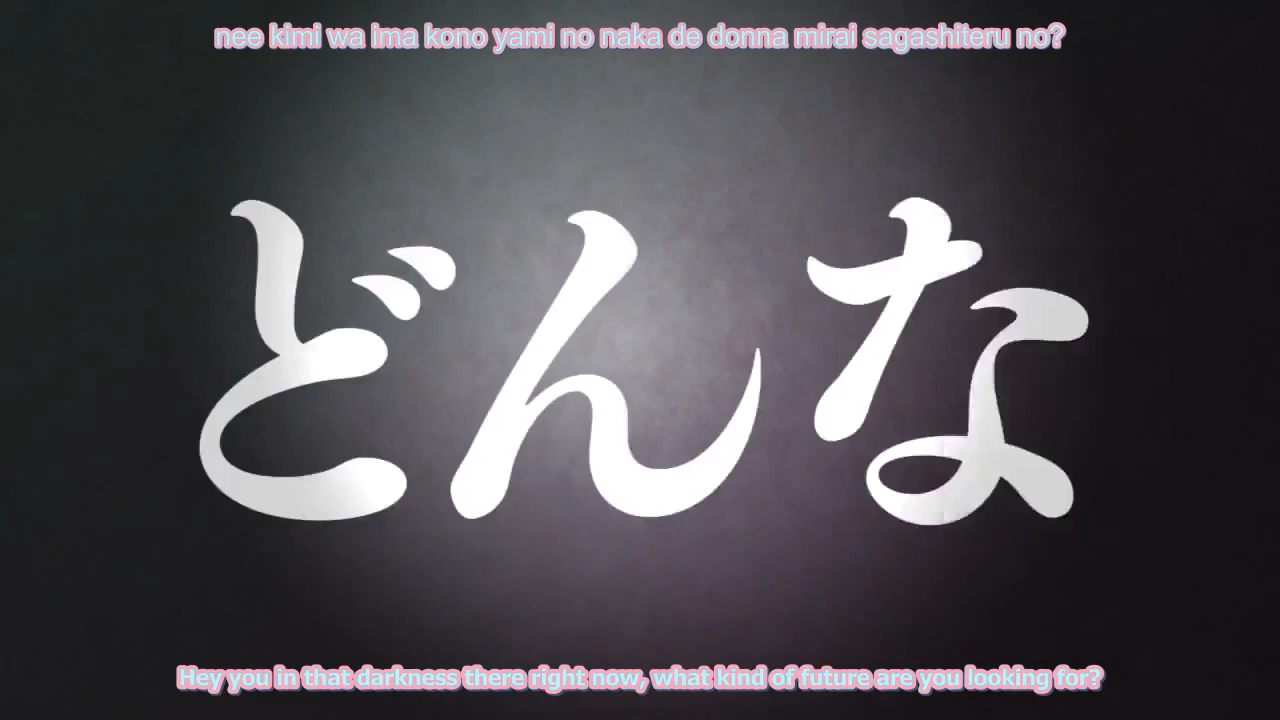 nee kimi wa ima kono yami no naka de donna mirai sagashiteru no?
どんな
Hey you in that darkness there right now, what kind of future are you looking for?